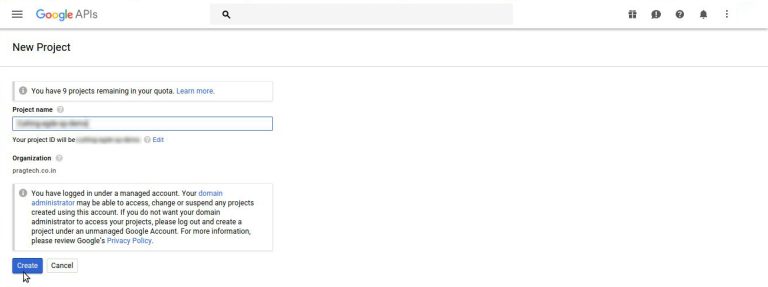 Google APIs
New Project
You have 9 projects remaining in your quota. Learn more.
Project name
Your project ID will be Edit
Organization
pragtech.co.in
You have logged in under a managed account. Your domain
administrator may be able to access, change or suspend any projects
created using this account. If you do not want your domain
administrator to access your projects, please log out and create a
project under an unmanaged Google Account. For more information,
please review Google's Privacy Policy.
Create Cancel